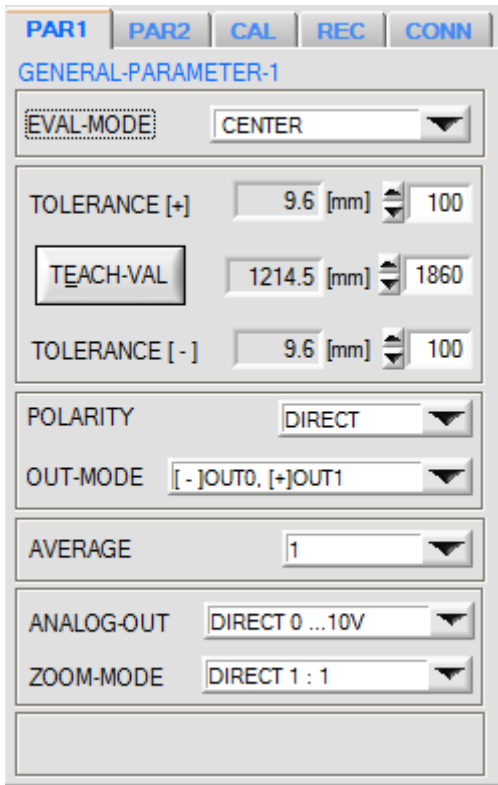 PAR1 PAR2 CAL REC CONN
GENERAL-PARAMETER-1
EVAL-MODE CENTER
TOLERANCE [+] 9.6 [mm] 100
TEACH-VAL 1214.5 [mm] 1860
TOLERANCE [ - ] 9.6 [mm] 100
POLARITY DIRECT
OUT-MODE [ - ]OUT0, [+]OUT1
AVERAGE 1
ANALOG-OUT DIRECT 0 ...10V
ZOOM-MODE DIRECT 1 : 1